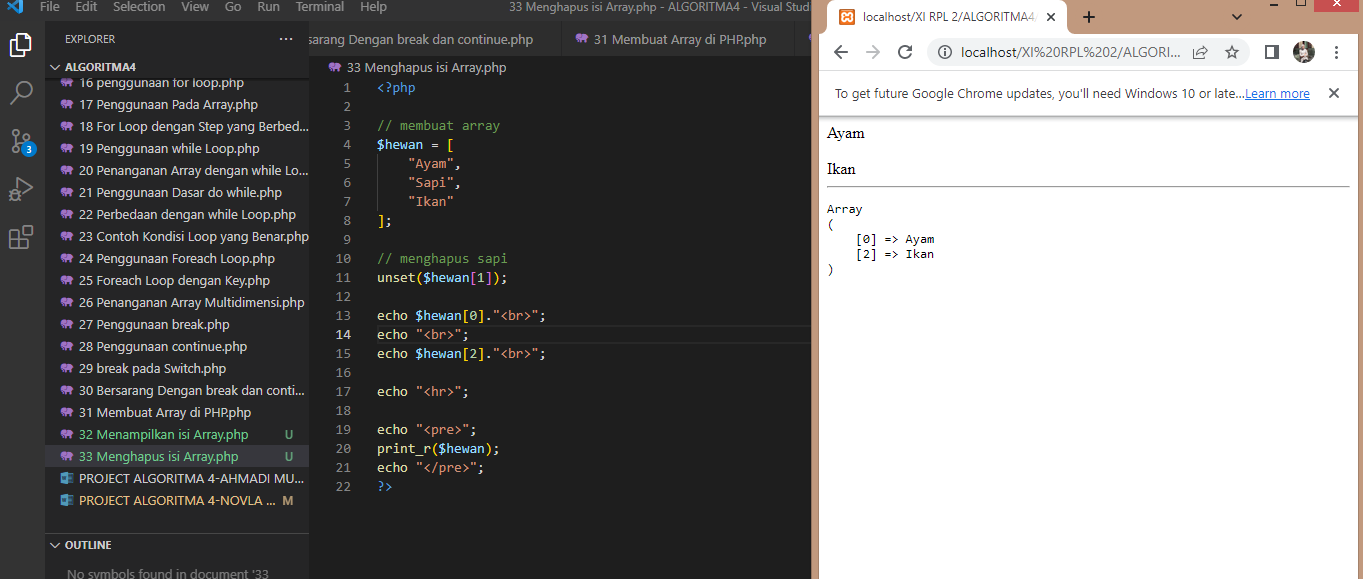 File Edit Selection View Go Run Terminal Help 33 Menghapus isi Array.php - ALGORITMA4 - Visual Studi
EXPLORER ...
ALGORITMA4
16 penggunaan for loop.php
17 Penggunaan Pada Array.php
18 For Loop dengan Step yang Berbed...
19 Penggunaan while Loop.php
20 Penanganan Array dengan while Lo...
21 Penggunaan Dasar do while.php
22 Perbedaan dengan while Loop.php
23 Contoh Kondisi Loop yang Benar.php
24 Penggunaan Foreach Loop.php
25 Foreach Loop dengan Key.php
26 Penanganan Array Multidimensi.php
27 Penggunaan break.php
28 Penggunaan continue.php
29 break pada Switch.php
30 Bersarang Dengan break dan conti...
31 Membuat Array di PHP.php
32 Menampilkan isi Array.php U
33 Menghapus isi Array.php U
PROJECT ALGORITMA 4-AHMADI MU...
PROJECT ALGORITMA 4-NOVLA ... M
OUTLINE
No symbols found in document '33
3
sarang Dengan break dan continue.php 31 Membuat Array di PHP.php
33 Menghapus isi Array.php
1 <?php
2
3 // membuat array
4 $hewan = [
5 "Ayam",
6 "Sapi",
7 "Ikan"
8 ];
9
10 // menghapus sapi
11 unset($hewan[1]);
12
13 echo $hewan[0]."<br>";
14 echo "<br>";
15 echo $hewan[2]."<br>";
16
17 echo "<hr>";
18
19 echo "<pre>";
20 print_r($hewan);
21 echo "</pre>";
22 ?>
localhost/XI RPL 2/ALGORITMA4
localhost/XI%20RPL%202/ALGORI...
To get future Google Chrome updates, you'll need Windows 10 or late...Learn more
Ayam
Ikan
Array
(
[0] => Ayam
[2] => Ikan
)